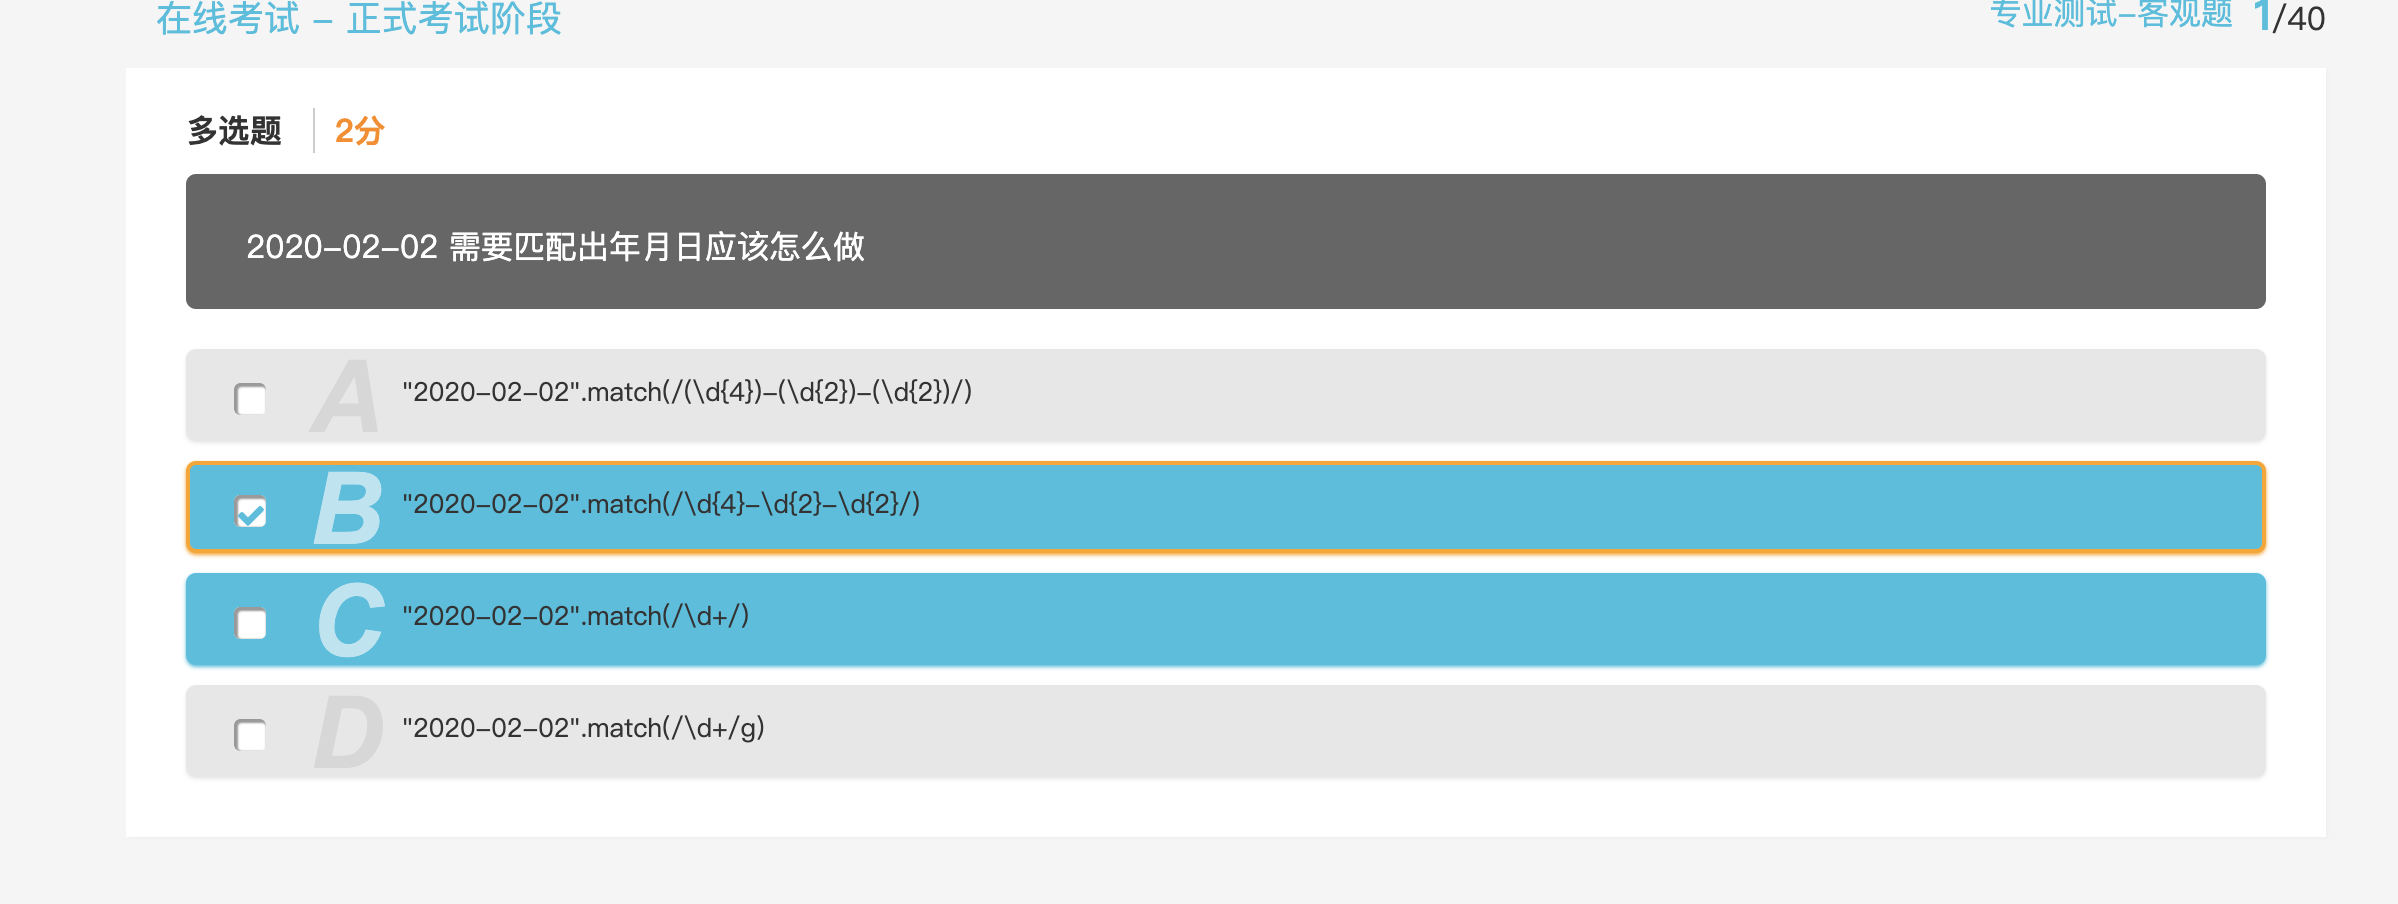 在线考试 – 正式考试阶段
专业测试–客观题 1/40
多选题 2分
2020–02–02 需要匹配出年月日应该怎么做
A "2020–02–02".match(/(\d{4})–(\d{2})–(\d{2})/)
B "2020–02–02".match(/\d{4}–\d{2}–\d{2}/)
C "2020–02–02".match(/\d+/)
D "2020–02–02".match(/\d+/g)